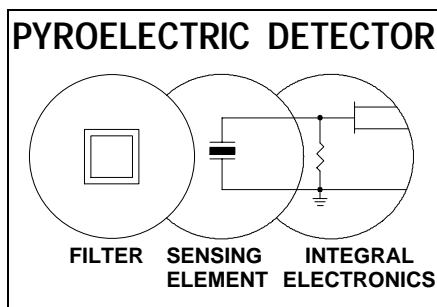 PYROELECTRIC DETECTOR
FILTER SENSING INTEGRAL
ELEMENT ELECTRONICS